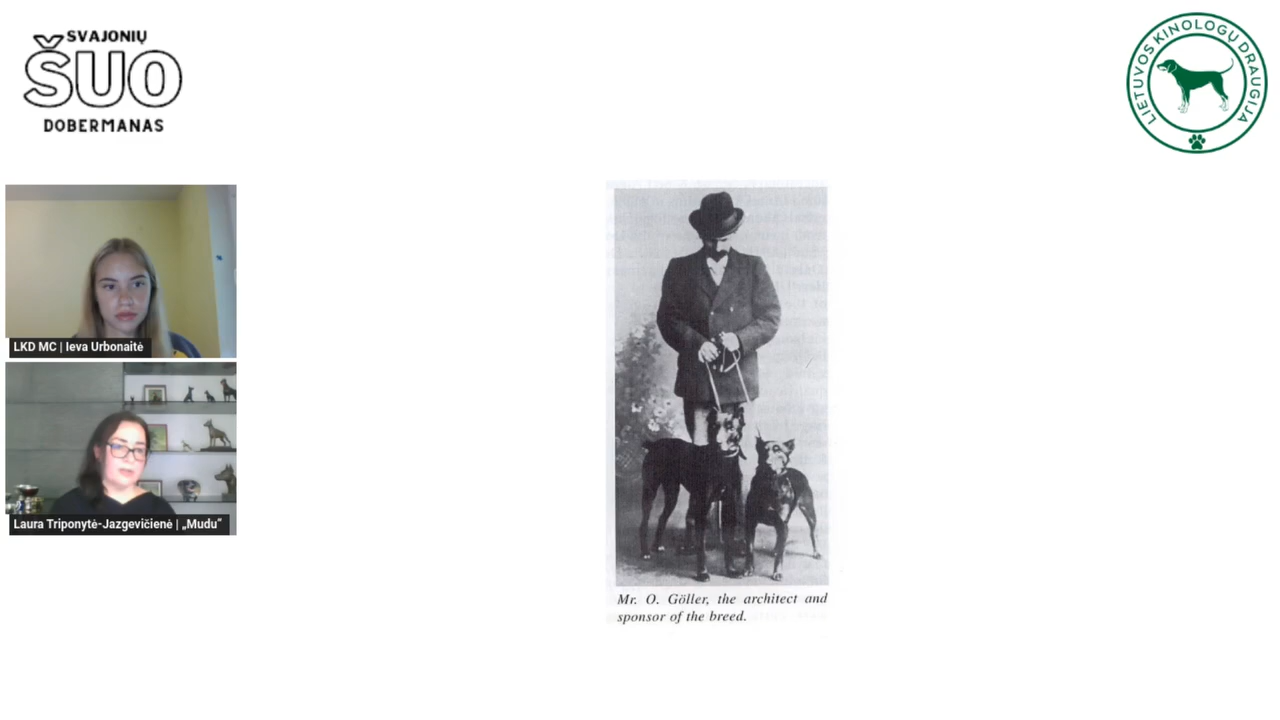 SVAJONIŲ
ŠUO
DOBERMANAS
LIETUVOS KINOLOGŲ DRAUGIJA
LKD MC | Ieva Urbonaitė
Laura Triponytė-Jazgevičienė | „Mudu“
Mr. O. Göller, the architect and
sponsor of the breed.